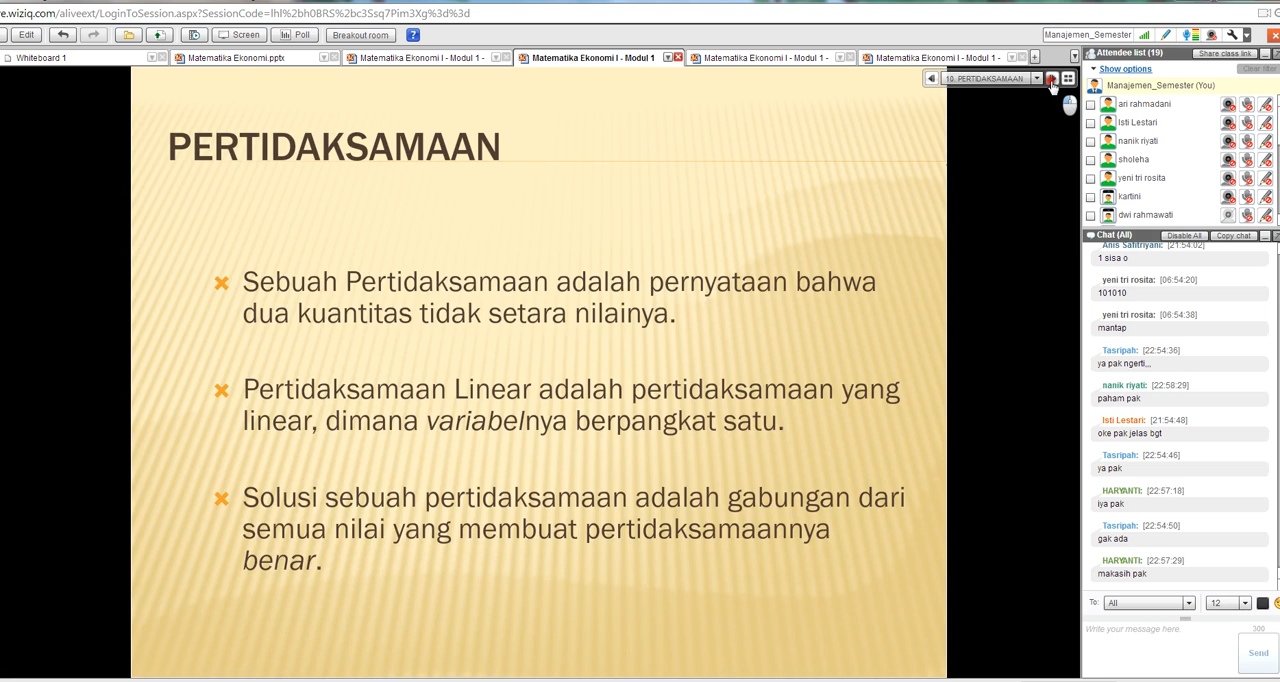 re.wiziq.com/aliveext/LoginToSession.aspx?SessionCode=lhl%2bh0BRS%2bc3Ssq7Pim3Xg%3d%3d
Edit Screen Poll Breakout room ? Manajemen_Semester
Whiteboard 1 Matematika Ekonomi.pptx Matematika Ekonomi I - Modul 1 - Matematika Ekonomi I - Modul 1 Matematika Ekonomi I - Modul 1 - Matematika Ekonomi I - Modul 1 -
10. PERTIDAKSAMAAN
PERTIDAKSAMAAN
Sebuah Pertidaksamaan adalah pernyataan bahwa
dua kuantitas tidak setara nilainya.
Pertidaksamaan Linear adalah pertidaksamaan yang
linear, dimana variabelnya berpangkat satu.
Solusi sebuah pertidaksamaan adalah gabungan dari
semua nilai yang membuat pertidaksamaannya
benar.
Attendee list (19) Share class link
Show options Clear filter
Manajemen_Semester (You)
ari rahmadani
Isti Lestari
nanik riyati
sholeha
yeni tri rosita
kartini
dwi rahmawati
Chat (All) Disable All Copy chat
Anis Safitriyani: [21:54:02]
1 sisa o
yeni tri rosita: [06:54:20]
101010
yeni tri rosita: [06:54:38]
mantap
Tasripah: [22:54:36]
ya pak ngerti,,,
nanik riyati: [22:58:29]
paham pak
Isti Lestari: [21:54:48]
oke pak jelas bgt
Tasripah: [22:54:46]
ya pak
HARYANTI: [22:57:18]
iya pak
Tasripah: [22:54:50]
gak ada
HARYANTI: [22:57:29]
makasih pak
To: All 12
Write your message here. 300
Send